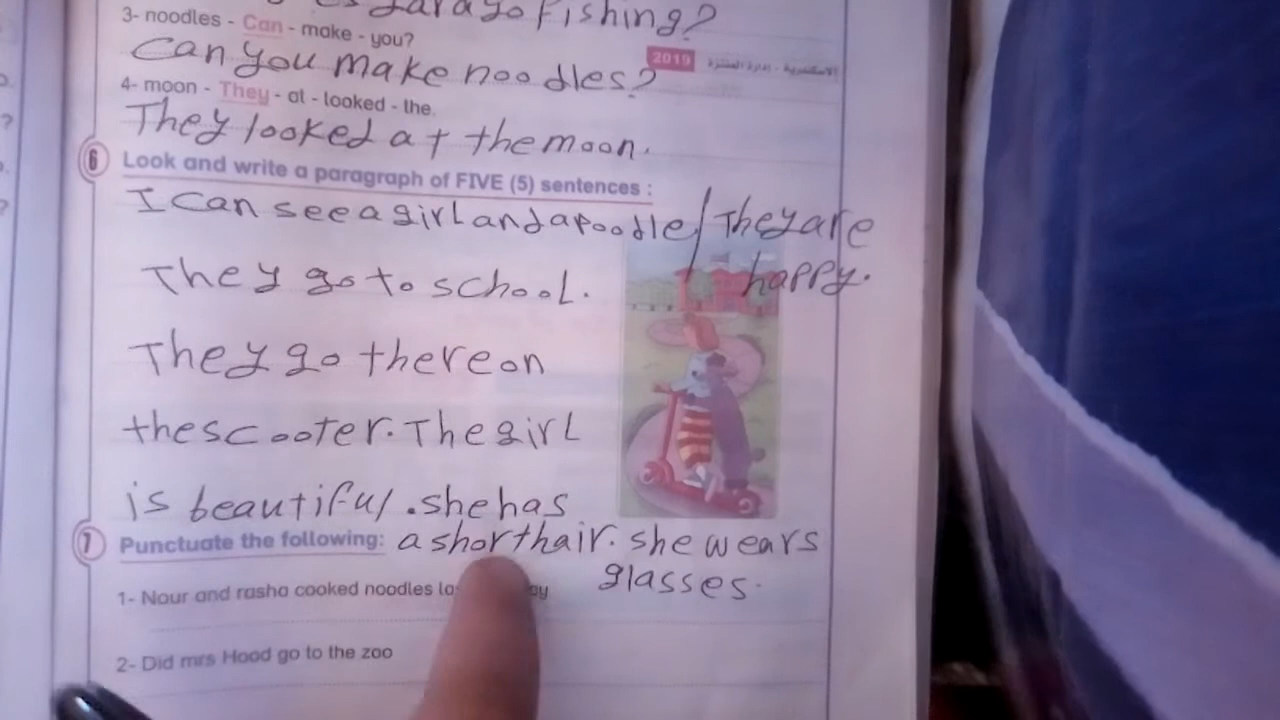 Fishing?
3- noodles - Can - make - you?
Can you make noodles?
2019
4- moon - They - at - looked - the.
They looked at the moon.
6 Look and write a paragraph of FIVE (5) sentences :
I can see a girl and a poodle / They are
happy.
They go to school.
They go there on
the scooter. The girl
is beautiful. she has
7 Punctuate the following: a short hair. she wears
glasses.
1- Nour and rasha cooked noodles
2- Did mrs Hood go to the zoo